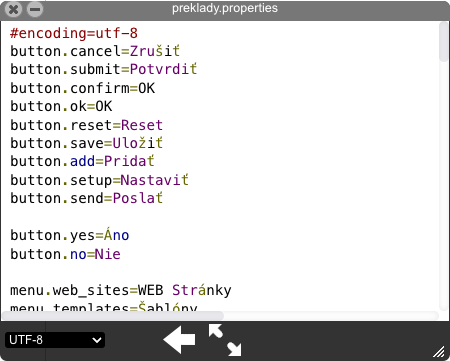 preklady.properties
#encoding=utf-8
button.cancel=Zrušiť
button.submit=Potvrdiť
button.confirm=OK
button.ok=OK
button.reset=Reset
button.save=Uložiť
button.add=Pridať
button.setup=Nastaviť
button.send=Poslať
button.yes=Áno
button.no=Nie
menu.web_sites=WEB Stránky
menu.templates=Šablóny
UTF-8